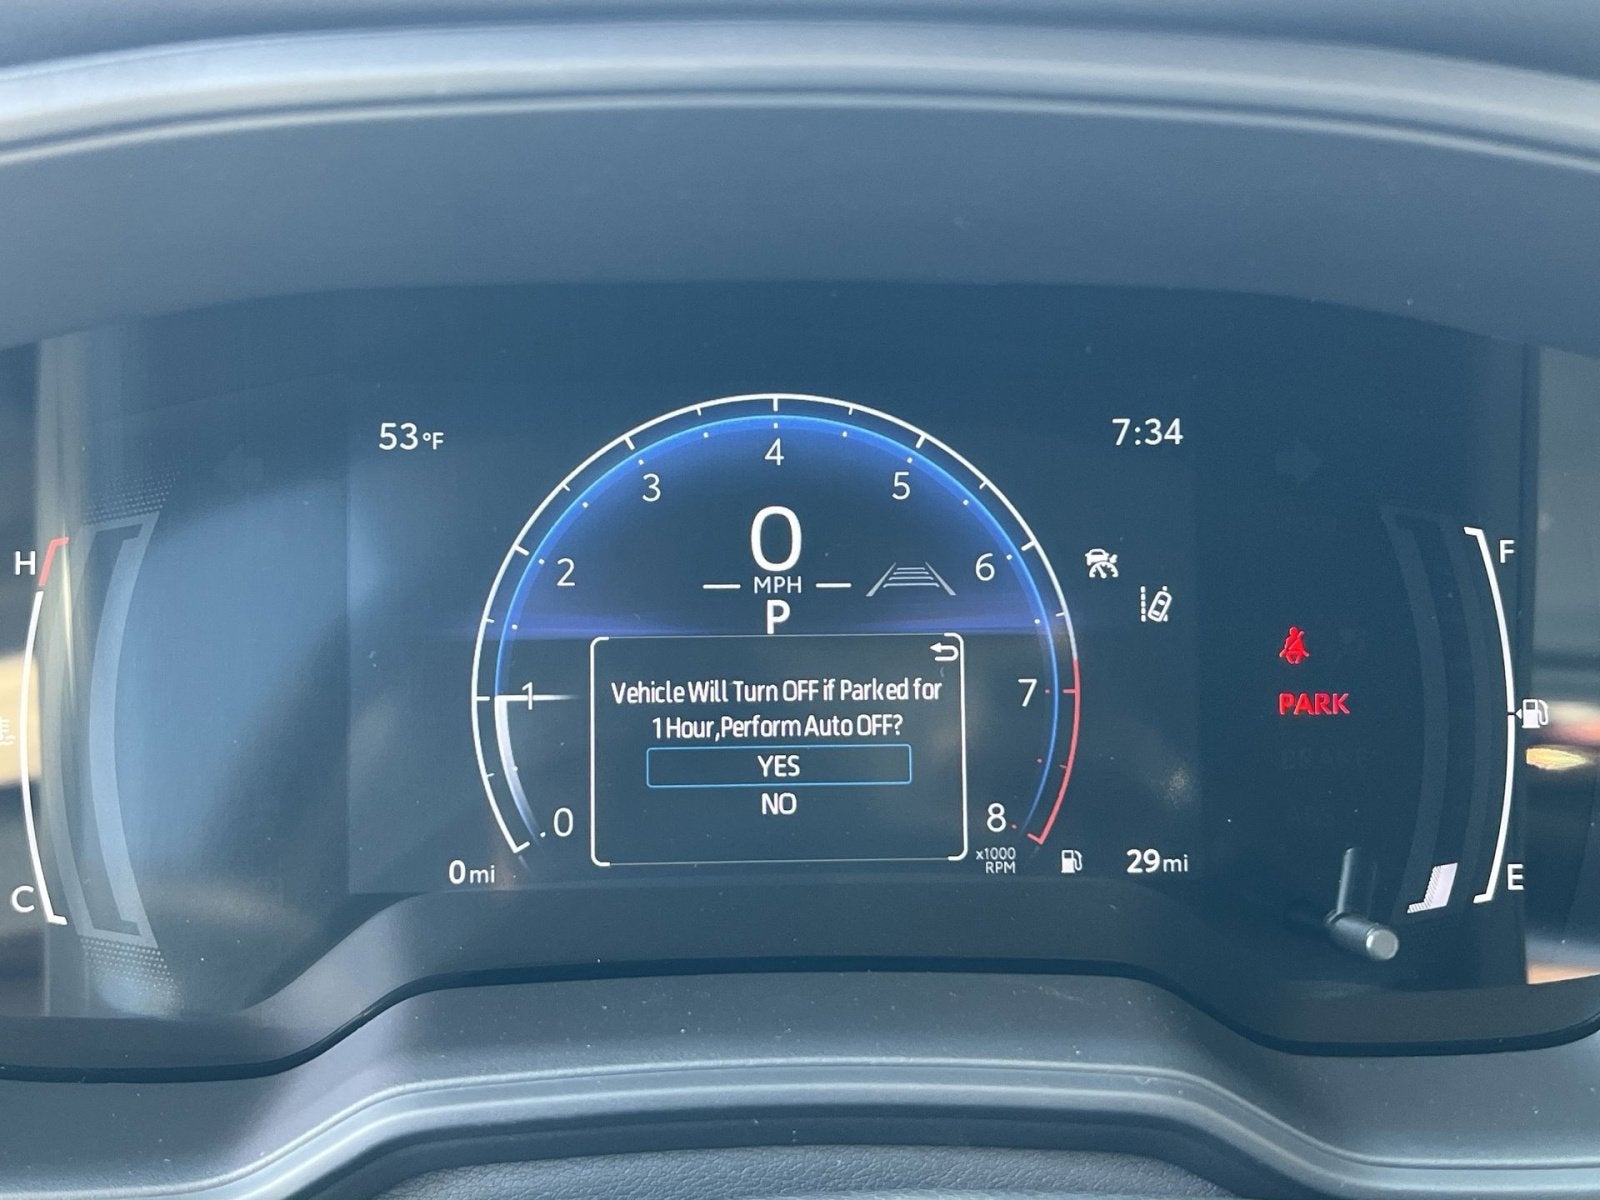 53°F
7:34
4
3
5
2
6
0
MPH
P
H
F
Vehicle Will Turn OFF if Parked for
1 Hour,Perform Auto OFF?
YES
NO
1
7
PARK
0
8
x1000
RPM
0mi
29mi
C
E